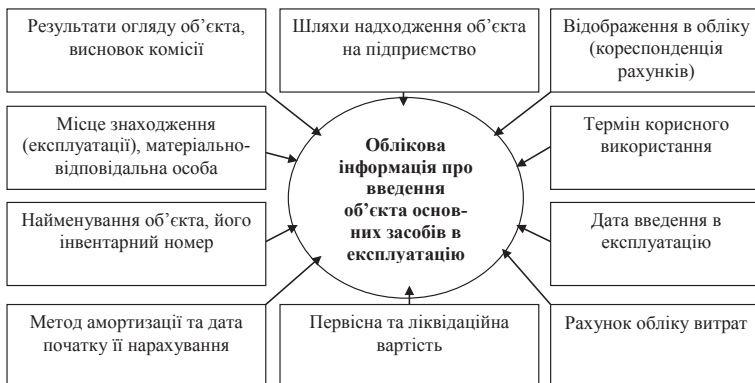 Результати огляду об’єкта,
висновок комісії
Шляхи надходження об’єкта
на підприємство
Відображення в обліку
(кореспонденція
рахунків)
Місце знаходження
(експлуатації), матеріально-
відповідальна особа
Облікова
інформація про
введення
об’єкта основ-
них засобів в
експлуатацію
Термін корисного
використання
Найменування об’єкта, його
інвентарний номер
Дата введення в
експлуатацію
Метод амортизації та дата
початку її нарахування
Первісна та ліквідаційна
вартість
Рахунок обліку витрат